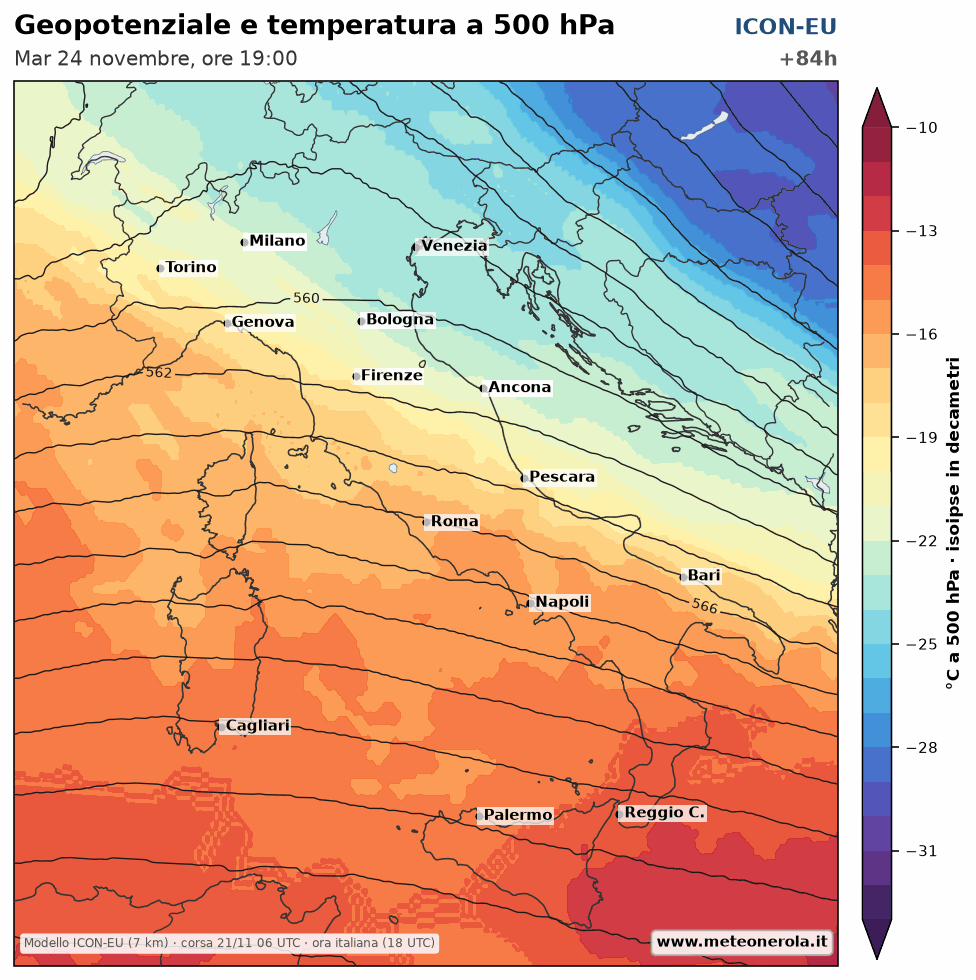 Geopotenziale e temperatura a 500 hPa
ICON-EU
Mar 24 novembre, ore 19:00
+84h
Milano
Venezia
Torino
560
Genova
Bologna
562
Firenze
Ancona
Pescara
Roma
Bari
Napoli
566
Cagliari
Palermo
Reggio C.
−10
−13
−16
−19
−22
−25
−28
−31
°C a 500 hPa · isoipse in decametri
Modello ICON-EU (7 km) · corsa 21/11 06 UTC · ora italiana (18 UTC)
www.meteonerola.it